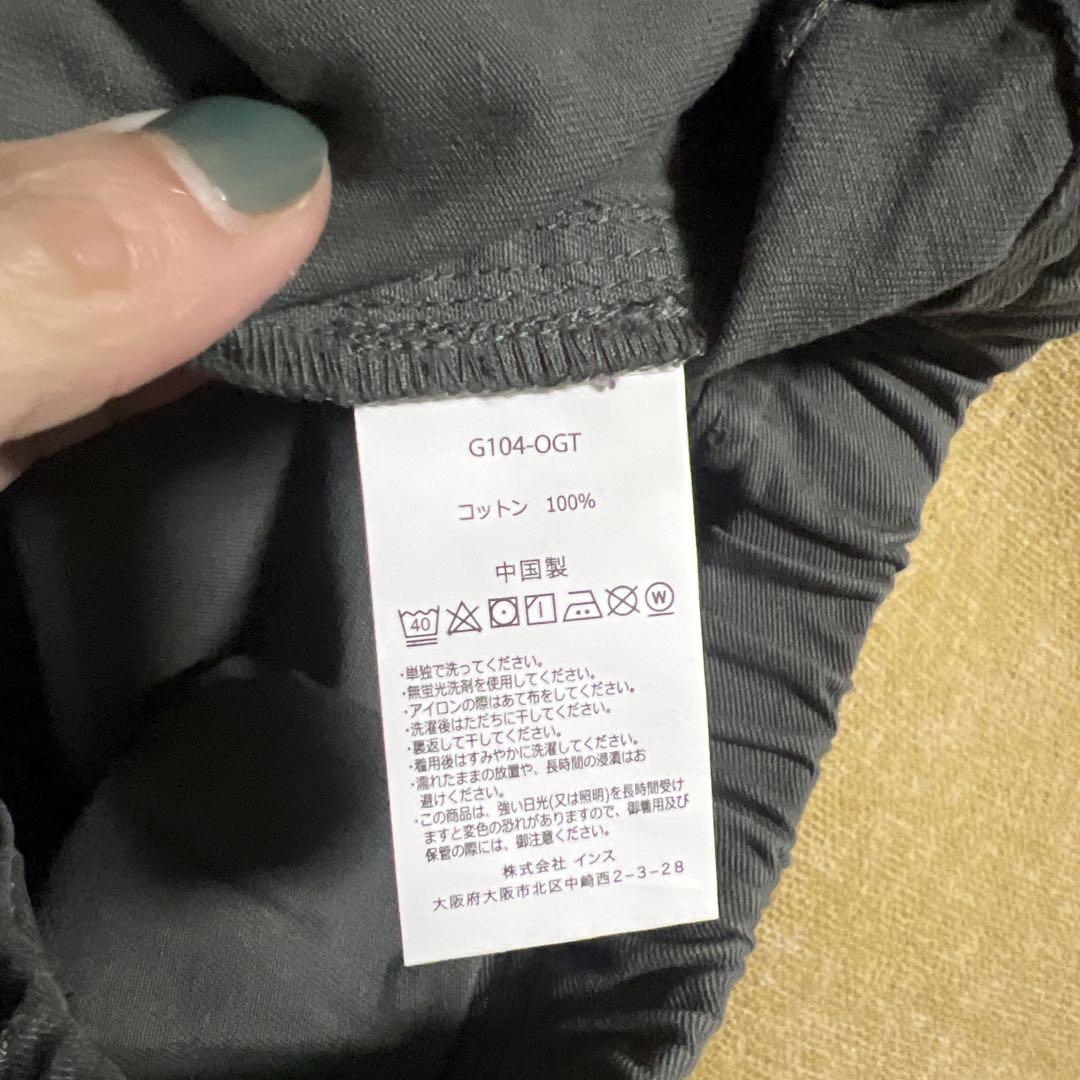 G104-OGT
コットン 100%
中国製
40 W
・単独で洗ってください。
・無蛍光洗剤を使用してください。
・アイロンの際はあて布をしてください。
・洗濯後はただちに干してください。
・裏返して干してください。
・着用後はすみやかに洗濯してください。
・濡れたままの放置や、長時間の浸漬はお
避けください。
・この商品は、強い日光(又は照明)を長時間受け
ますと変色の恐れがありますので、御着用及び
保管の際には、御注意ください。
株式会社 インス
大阪府大阪市北区中崎西2-3-28